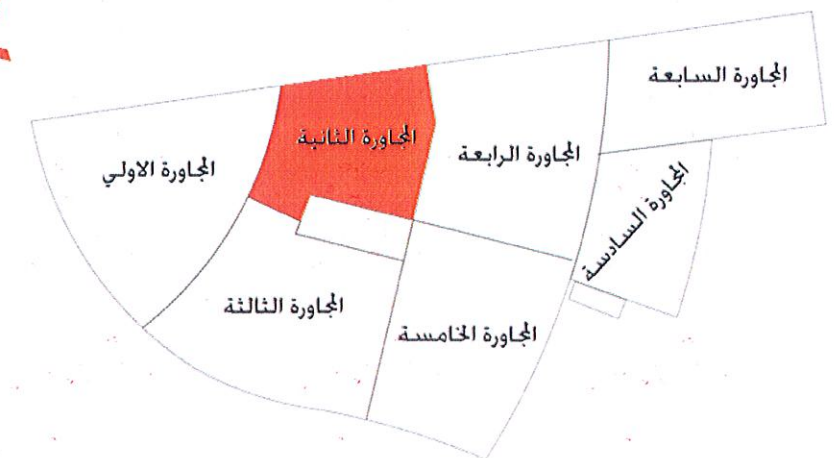 المجاورة السابعة
المجاورة الثانية
المجاورة الرابعة
المجاورة الاولي
المجاورة السادسة
المجاورة الثالثة
المجاورة الخامسة